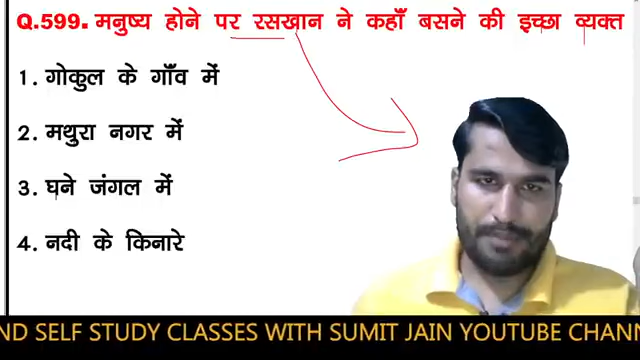 Q.599. मनुष्य होने पर रसखान ने कहाँ बसने की इच्छा व्यक्त
1. गोकुल के गाँव में
2. मथुरा नगर में
3. घने जंगल में
4. नदी के किनारे
ND SELF STUDY CLASSES WITH SUMIT JAIN YOUTUBE CHANN